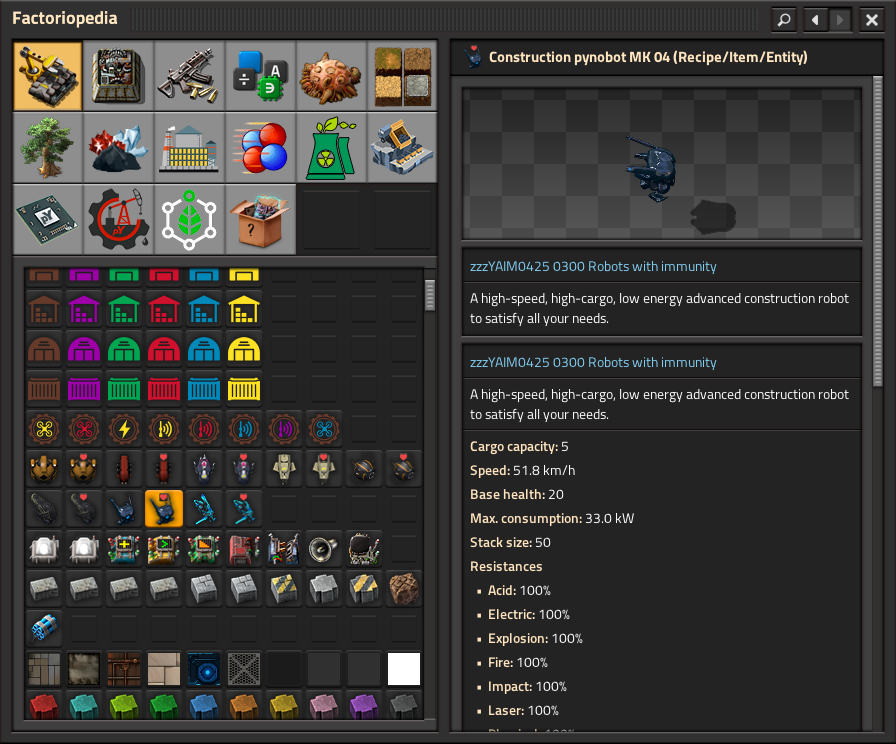 Factoriopedia
Construction pynobot MK 04 (Recipe/Item/Entity)
zzzYAIM0425 0300 Robots with immunity
A high-speed, high-cargo, low energy advanced construction robot
to satisfy all your needs.
zzzYAIM0425 0300 Robots with immunity
A high-speed, high-cargo, low energy advanced construction robot
to satisfy all your needs.
Cargo capacity: 5
Speed: 51.8 km/h
Base health: 20
Max. consumption: 33.0 kW
Stack size: 50
Resistances
▪ Acid: 100%
▪ Electric: 100%
▪ Explosion: 100%
▪ Fire: 100%
▪ Impact: 100%
▪ Laser: 100%